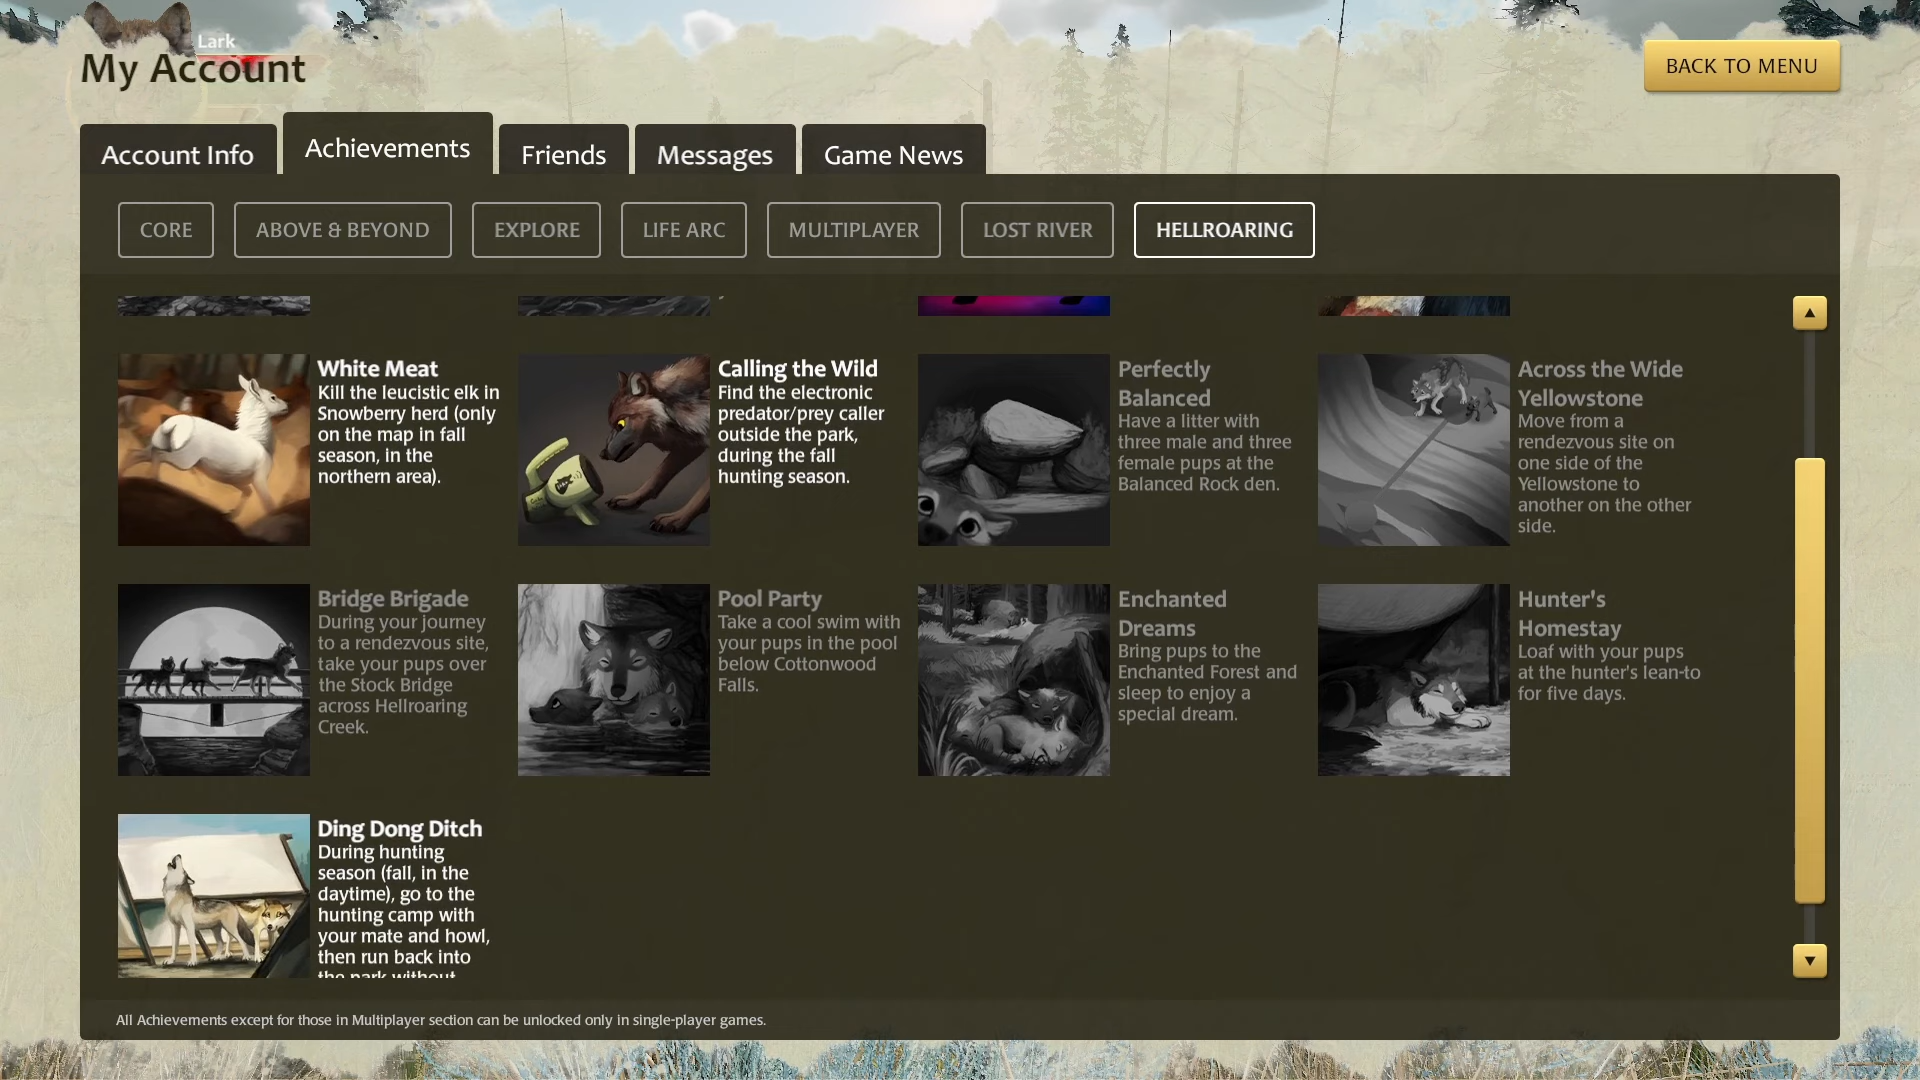 Lark
My Account
BACK TO MENU
Account Info
Achievements
Friends
Messages
Game News
CORE
ABOVE & BEYOND
EXPLORE
LIFE ARC
MULTIPLAYER
LOST RIVER
HELLROARING
White Meat
Kill the leucistic elk in
Snowberry herd (only
on the map in fall
season, in the
northern area).
Calling the Wild
Find the electronic
predator/prey caller
outside the park,
during the fall
hunting season.
Perfectly
Balanced
Have a litter with
three male and three
female pups at the
Balanced Rock den.
Across the Wide
Yellowstone
Move from a
rendezvous site on
one side of the
Yellowstone to
another on the other
side.
Bridge Brigade
During your journey
to a rendezvous site,
take your pups over
the Stock Bridge
across Hellroaring
Creek.
Pool Party
Take a cool swim with
your pups in the pool
below Cottonwood
Falls.
Enchanted
Dreams
Bring pups to the
Enchanted Forest and
sleep to enjoy a
special dream.
Hunter's
Homestay
Loaf with your pups
at the hunter's lean-to
for five days.
Ding Dong Ditch
During hunting
season (fall, in the
daytime), go to the
hunting camp with
your mate and howl,
then run back into
the park without
All Achievements except for those in Multiplayer section can be unlocked only in single-player games.